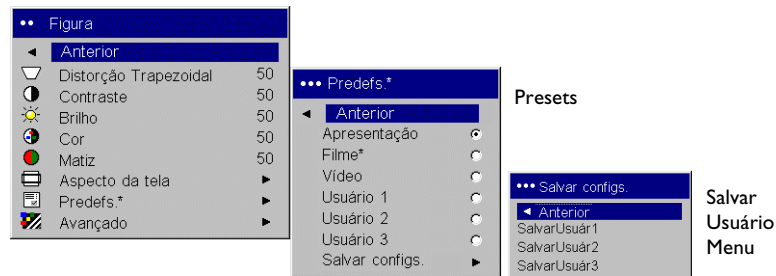 Figura
Anterior
Distorção Trapezoidal 50
Contraste 50
Brilho 50
Cor 50
Matiz 50
Aspecto da tela
Predefs.*
Avançado
Predefs.*
Anterior
Apresentação
Filme*
Vídeo
Usuário 1
Usuário 2
Usuário 3
Salvar configs.
Presets
Salvar configs.
Anterior
SalvarUsuár1
SalvarUsuár2
SalvarUsuár3
Salvar
Usuário
Menu